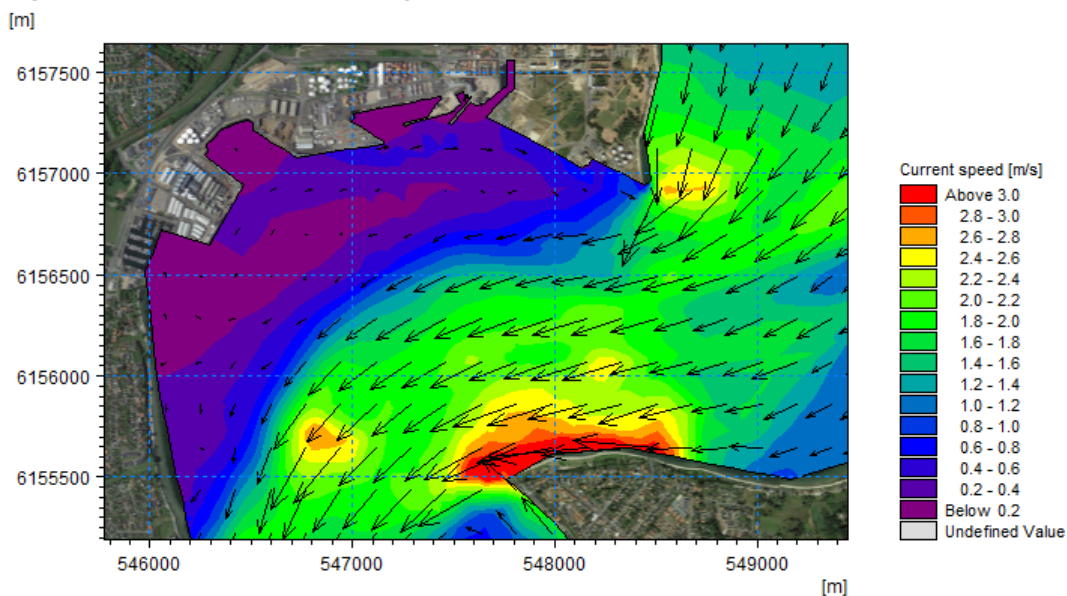 [m]
6157500
6157000
6156500
6156000
6155500
546000
547000
548000
549000
[m]
Current speed [m/s]
Above 3.0
2.8 - 3.0
2.6 - 2.8
2.4 - 2.6
2.2 - 2.4
2.0 - 2.2
1.8 - 2.0
1.6 - 1.8
1.4 - 1.6
1.2 - 1.4
1.0 - 1.2
0.8 - 1.0
0.6 - 0.8
0.4 - 0.6
0.2 - 0.4
Below 0.2
Undefined Value